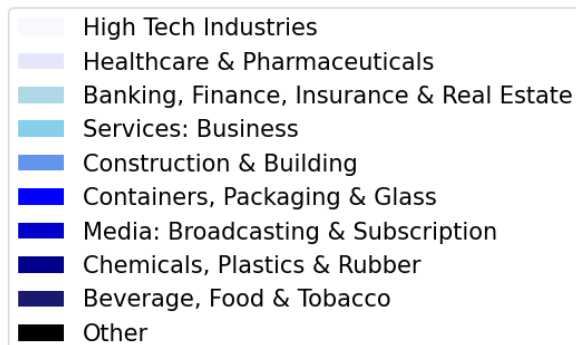 High Tech Industries
Healthcare & Pharmaceuticals
Banking, Finance, Insurance & Real Estate
Services: Business
Construction & Building
Containers, Packaging & Glass
Media: Broadcasting & Subscription
Chemicals, Plastics & Rubber
Beverage, Food & Tobacco
Other